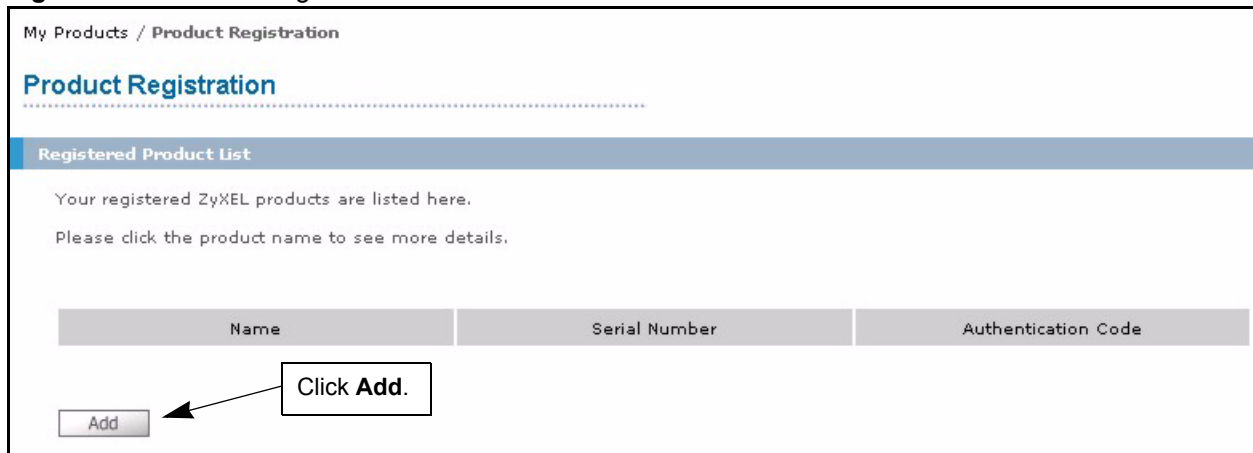 My Products / Product Registration
Product Registration
Registered Product List
Your registered ZyXEL products are listed here.
Please click the product name to see more details.
Name Serial Number Authentication Code
Click Add.
Add